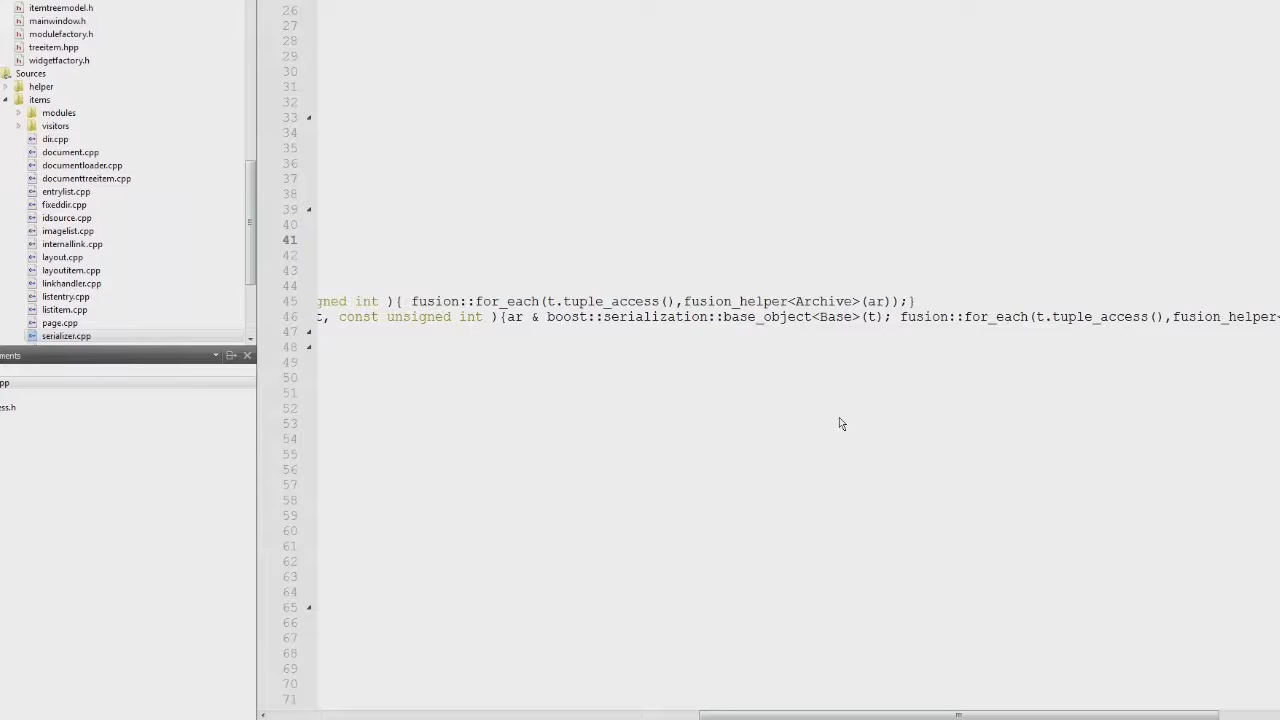 itemtreemodel.h
mainwindow.h
modulefactory.h
treeitem.hpp
widgetfactory.h
Sources
helper
items
modules
visitors
dir.cpp
document.cpp
documentloader.cpp
documenttreeitem.cpp
entrylist.cpp
fixeddir.cpp
idsource.cpp
imagelist.cpp
internallink.cpp
layout.cpp
layoutitem.cpp
linkhandler.cpp
listentry.cpp
listitem.cpp
page.cpp
serializer.cpp
ments
pp
ess.h
26
27
28
29
30
31
32
33
34
35
36
37
38
39
40
41
42
43
44
45 gned int ){ fusion::for_each(t.tuple_access(),fusion_helper<Archive>(ar));}
46 t, const unsigned int ){ar & boost::serialization::base_object<Base>(t); fusion::for_each(t.tuple_access(),fusion_helper<
47
48
49
50
51
52
53
54
55
56
57
58
59
60
61
62
63
64
65
66
67
68
69
70
71